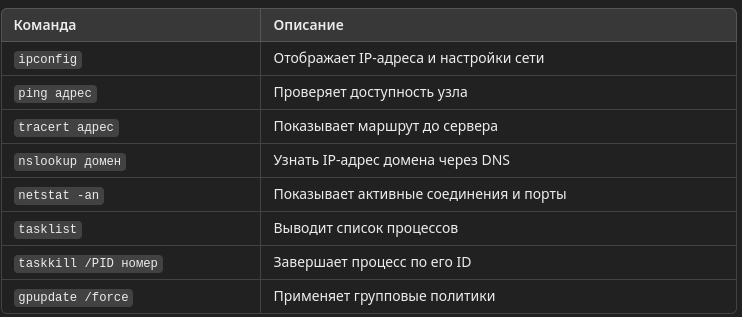 Команда Описание
ipconfig Отображает IP-адреса и настройки сети
ping адрес Проверяет доступность узла
tracert адрес Показывает маршрут до сервера
nslookup домен Узнать IP-адрес домена через DNS
netstat -an Показывает активные соединения и порты
tasklist Выводит список процессов
taskkill /PID номер Завершает процесс по его ID
gpupdate /force Применяет групповые политики